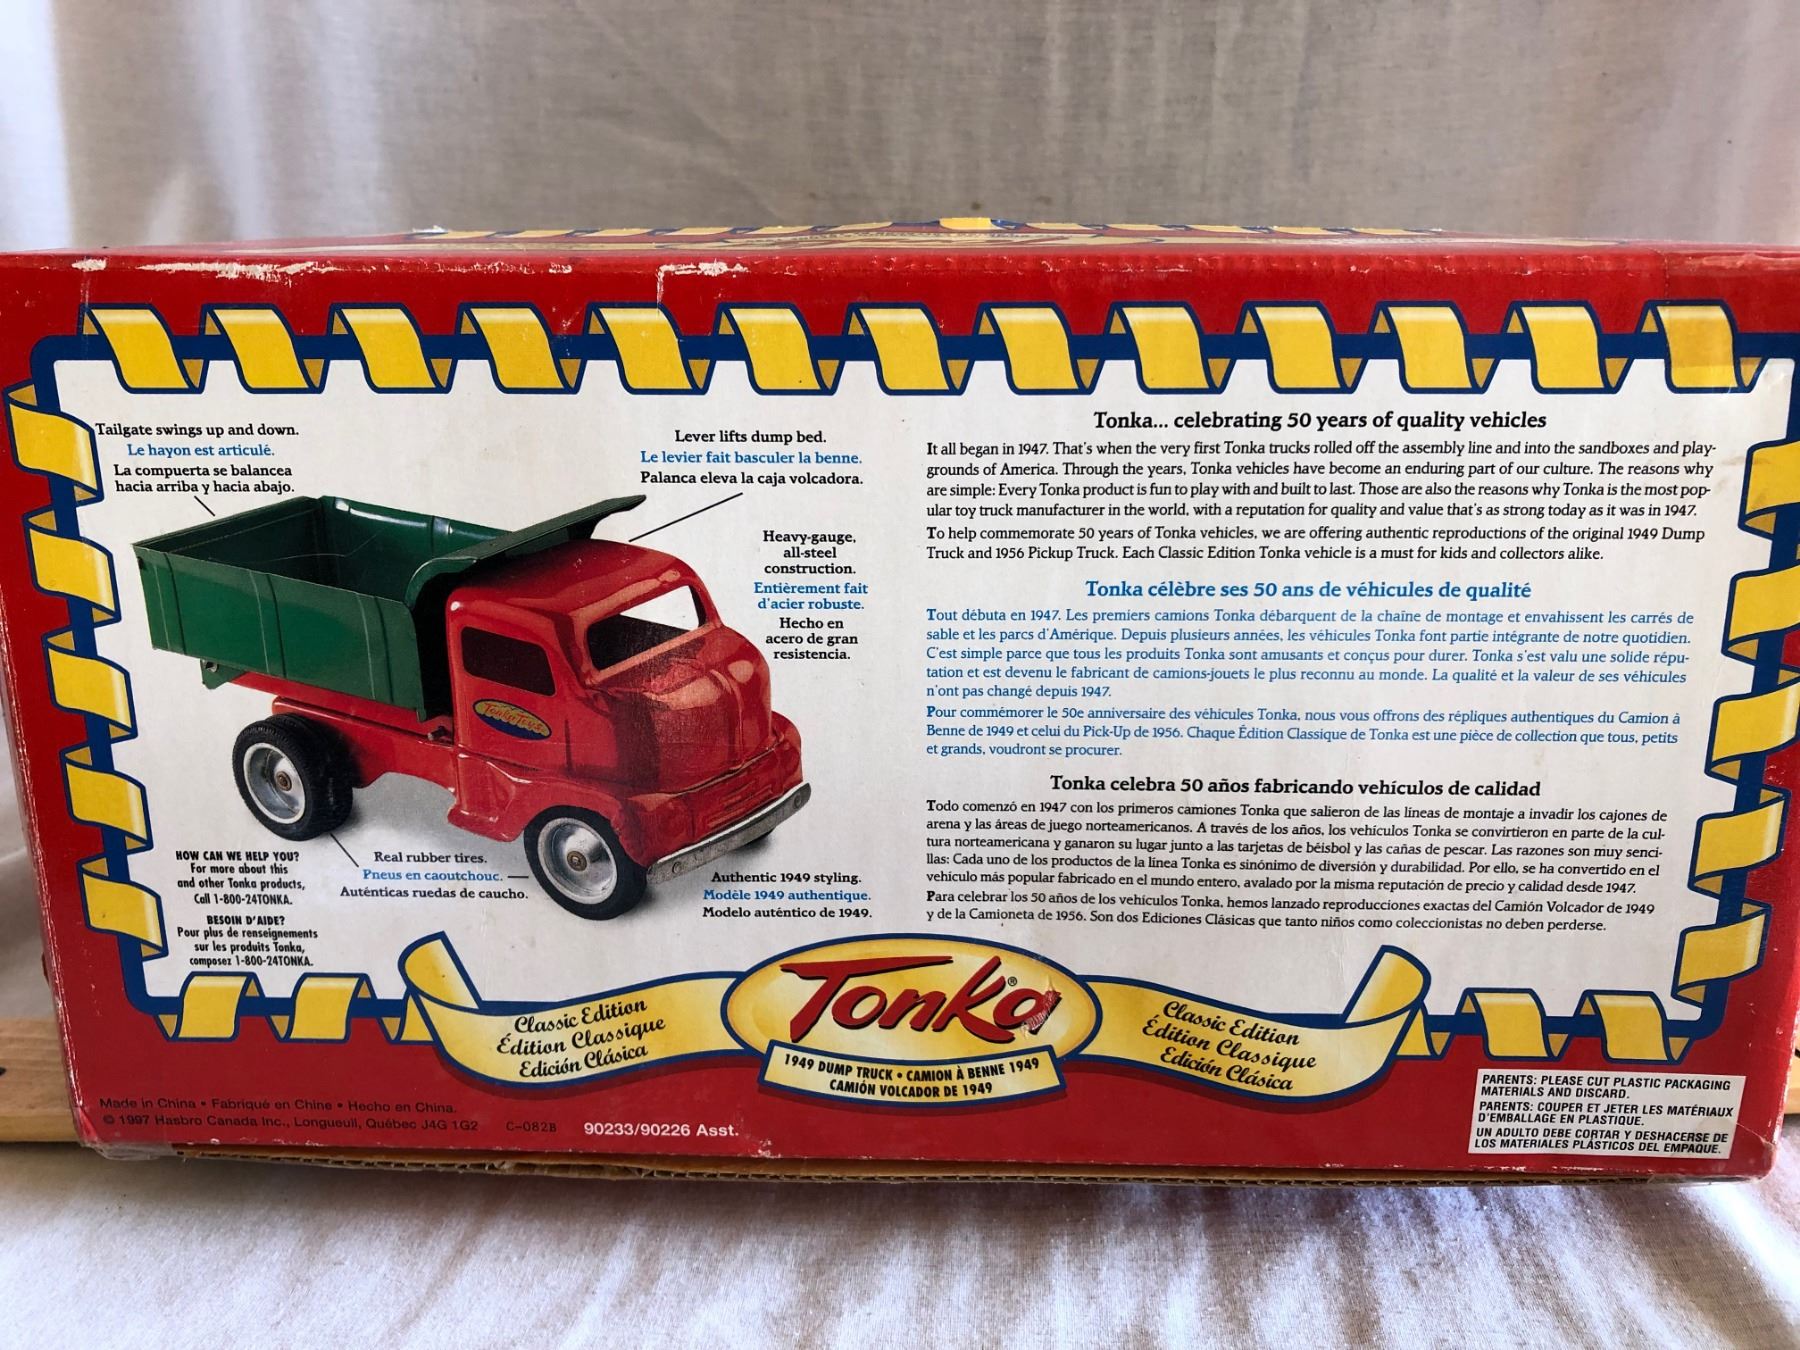 Tailgate swings up and down.
Le hayon est articulé.
La compuerta se balancea
hacia arriba y hacia abajo.
Lever lifts dump bed.
Le levier fait basculer la benne.
Palanca eleva la caja volcadora.
Heavy-gauge,
all-steel
construction.
Entièrement fait
d'acier robuste.
Hecho en
acero de gran
resistencia.
Tonka Toys
Real rubber tires.
Pneus en caoutchouc.
Auténticas ruedas de caucho.
Authentic 1949 styling.
Modèle 1949 authentique.
Modelo auténtico de 1949.
HOW CAN WE HELP YOU?
For more about this
and other Tonka products,
Call 1-800-24TONKA.
BESOIN D'AIDE?
Pour plus de renseignements
sur les produits Tonka,
composez 1-800-24TONKA.
Tonka... celebrating 50 years of quality vehicles
It all began in 1947. That's when the very first Tonka trucks rolled off the assembly line and into the sandboxes and play-
grounds of America. Through the years, Tonka vehicles have become an enduring part of our culture. The reasons why
are simple: Every Tonka product is fun to play with and built to last. Those are also the reasons why Tonka is the most pop-
ular toy truck manufacturer in the world, with a reputation for quality and value that's as strong today as it was in 1947.
To help commemorate 50 years of Tonka vehicles, we are offering authentic reproductions of the original 1949 Dump
Truck and 1956 Pickup Truck. Each Classic Edition Tonka vehicle is a must for kids and collectors alike.
Tonka célèbre ses 50 ans de véhicules de qualité
Tout débuta en 1947. Les premiers camions Tonka débarquent de la chaîne de montage et envahissent les carrés de
sable et les parcs d'Amérique. Depuis plusieurs années, les véhicules Tonka font partie intégrante de notre quotidien.
C'est simple parce que tous les produits Tonka sont amusants et conçus pour durer. Tonka s'est valu une solide répu-
tation et est devenu le fabricant de camions-jouets le plus reconnu au monde. La qualité et la valeur de ses véhicules
n'ont pas changé depuis 1947.
Pour commémorer le 50e anniversaire des véhicules Tonka, nous vous offrons des répliques authentiques du Camion à
Benne de 1949 et celui du Pick-Up de 1956. Chaque Édition Classique de Tonka est une pièce de collection que tous, petits
et grands, voudront se procurer.
Tonka celebra 50 años fabricando vehículos de calidad
Todo comenzó en 1947 con los primeros camiones Tonka que salieron de las líneas de montaje a invadir los cajones de
arena y las áreas de juego norteamericanos. A través de los años, los vehículos Tonka se convirtieron en parte de la cul-
tura norteamericana y ganaron su lugar junto a las tarjetas de béisbol y las cañas de pescar. Las razones son muy senci-
llas: Cada uno de los productos de la línea Tonka es sinónimo de diversión y durabilidad. Por ello, se ha convertido en el
vehículo más popular fabricado en el mundo entero, avalado por la misma reputación de precio y calidad desde 1947.
Para celebrar los 50 años de los vehículos Tonka, hemos lanzado reproducciones exactas del Camión Volcador de 1949
y de la Camioneta de 1956. Son dos Ediciones Clásicas que tanto niños como coleccionistas no deben perderse.
Classic Edition
Édition Classique
Edición Clásica
Tonka®
1949 DUMP TRUCK • CAMION À BENNE 1949
CAMIÓN VOLCADOR DE 1949
Classic Edition
Édition Classique
Edición Clásica
Made in China • Fabriqué en Chine • Hecho en China.
© 1997 Hasbro Canada Inc., Longueuil, Québec J4G 1G2
C-082B
90233/90226 Asst.
PARENTS: PLEASE CUT PLASTIC PACKAGING
MATERIALS AND DISCARD.
PARENTS: COUPER ET JETER LES MATÉRIAUX
D'EMBALLAGE EN PLASTIQUE.
UN ADULTO DEBE CORTAR Y DESHACERSE DE
LOS MATERIALES PLÁSTICOS DEL EMPAQUE.